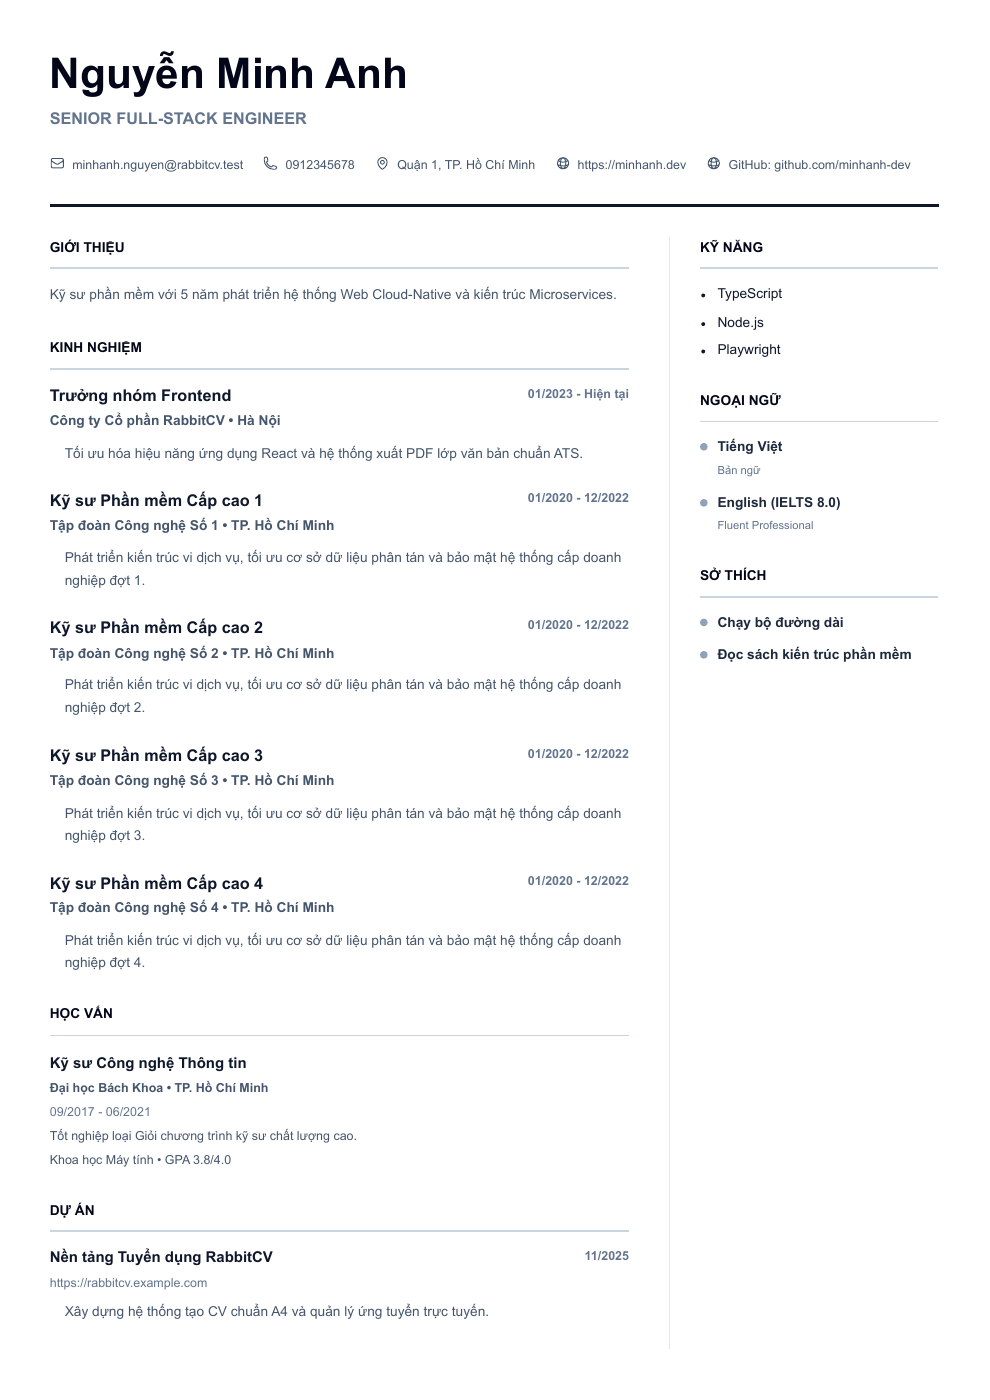 Nguyễn Minh Anh
SENIOR FULL-STACK ENGINEER
minhanh.nguyen@rabbitcv.test 0912345678 Quận 1, TP. Hồ Chí Minh https://minhanh.dev GitHub: github.com/minhanh-dev
GIỚI THIỆU
Kỹ sư phần mềm với 5 năm phát triển hệ thống Web Cloud-Native và kiến trúc Microservices.
KINH NGHIỆM
Trưởng nhóm Frontend 01/2023 - Hiện tại
Công ty Cổ phần RabbitCV • Hà Nội
Tối ưu hóa hiệu năng ứng dụng React và hệ thống xuất PDF lớp văn bản chuẩn ATS.
Kỹ sư Phần mềm Cấp cao 1 01/2020 - 12/2022
Tập đoàn Công nghệ Số 1 • TP. Hồ Chí Minh
Phát triển kiến trúc vi dịch vụ, tối ưu cơ sở dữ liệu phân tán và bảo mật hệ thống cấp doanh
nghiệp đợt 1.
Kỹ sư Phần mềm Cấp cao 2 01/2020 - 12/2022
Tập đoàn Công nghệ Số 2 • TP. Hồ Chí Minh
Phát triển kiến trúc vi dịch vụ, tối ưu cơ sở dữ liệu phân tán và bảo mật hệ thống cấp doanh
nghiệp đợt 2.
Kỹ sư Phần mềm Cấp cao 3 01/2020 - 12/2022
Tập đoàn Công nghệ Số 3 • TP. Hồ Chí Minh
Phát triển kiến trúc vi dịch vụ, tối ưu cơ sở dữ liệu phân tán và bảo mật hệ thống cấp doanh
nghiệp đợt 3.
Kỹ sư Phần mềm Cấp cao 4 01/2020 - 12/2022
Tập đoàn Công nghệ Số 4 • TP. Hồ Chí Minh
Phát triển kiến trúc vi dịch vụ, tối ưu cơ sở dữ liệu phân tán và bảo mật hệ thống cấp doanh
nghiệp đợt 4.
HỌC VẤN
Kỹ sư Công nghệ Thông tin
Đại học Bách Khoa • TP. Hồ Chí Minh
09/2017 - 06/2021
Tốt nghiệp loại Giỏi chương trình kỹ sư chất lượng cao.
Khoa học Máy tính • GPA 3.8/4.0
DỰ ÁN
Nền tảng Tuyển dụng RabbitCV 11/2025
https://rabbitcv.example.com
Xây dựng hệ thống tạo CV chuẩn A4 và quản lý ứng tuyển trực tuyến.
KỸ NĂNG
• TypeScript
• Node.js
• Playwright
NGOẠI NGỮ
Tiếng Việt
Bản ngữ
English (IELTS 8.0)
Fluent Professional
SỞ THÍCH
Chạy bộ đường dài
Đọc sách kiến trúc phần mềm